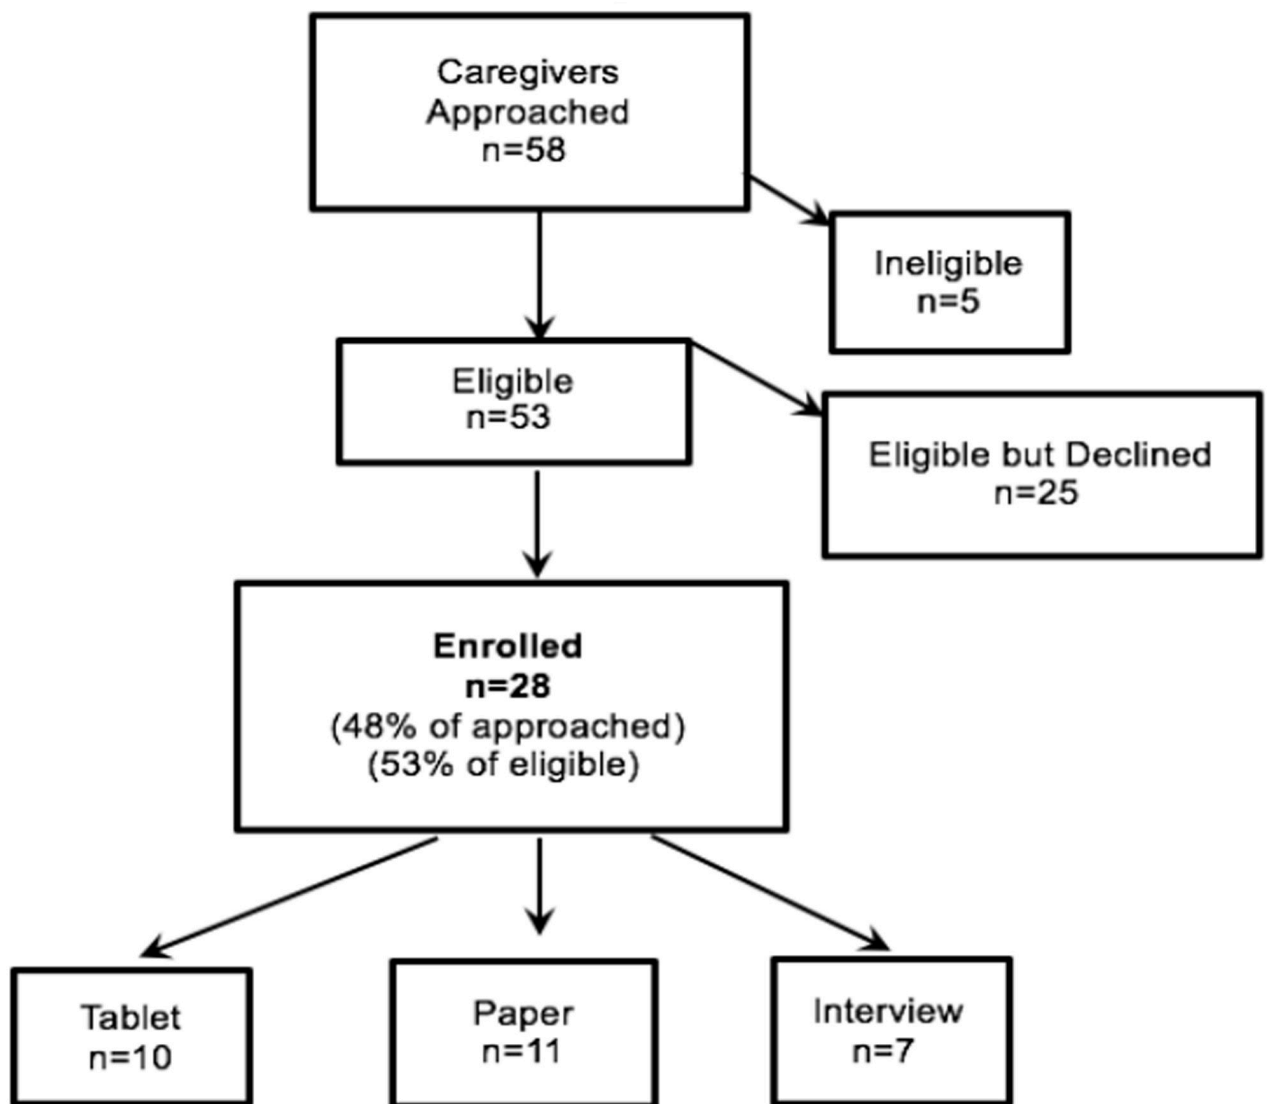 Caregivers
Approached
n=58
Ineligible
n=5
Eligible
n=53
Eligible but Declined
n=25
Enrolled
n=28
(48% of approached)
(53% of eligible)
Tablet
n=10
Paper
n=11
Interview
n=7